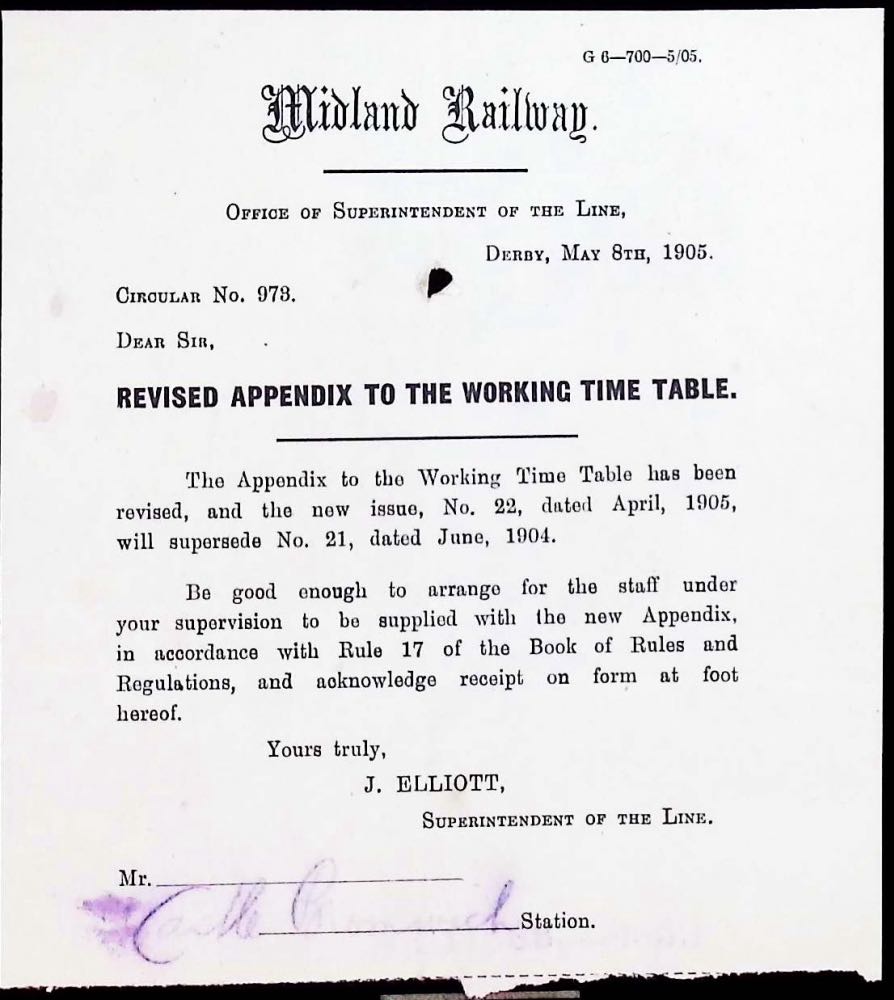 G 6—700—5/05.
Midland Railway.
Office of Superintendent of the Line,
Derby, May 8th, 1905.
Circular No. 973.
Dear Sir,
REVISED APPENDIX TO THE WORKING TIME TABLE.
The Appendix to the Working Time Table has been
revised, and the new issue, No. 22, dated April, 1905,
will supersede No. 21, dated June, 1904.
Be good enough to arrange for the staff under
your supervision to be supplied with the new Appendix,
in accordance with Rule 17 of the Book of Rules and
Regulations, and acknowledge receipt on form at foot
hereof.
Yours truly,
J. ELLIOTT,
Superintendent of the Line.
Mr.
Castle Bromwich Station.